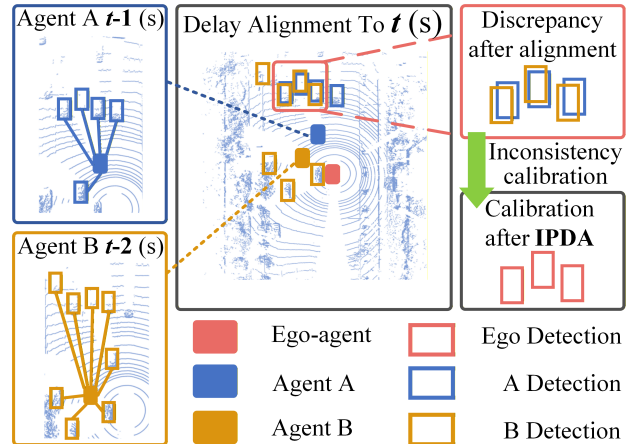 Agent A t-1 (s)
Delay Alignment To t (s)
Discrepancy
after alignment
Inconsistency
calibration
Calibration
after IPDA
Agent B t-2 (s)
Ego-agent
Ego Detection
Agent A
A Detection
Agent B
B Detection